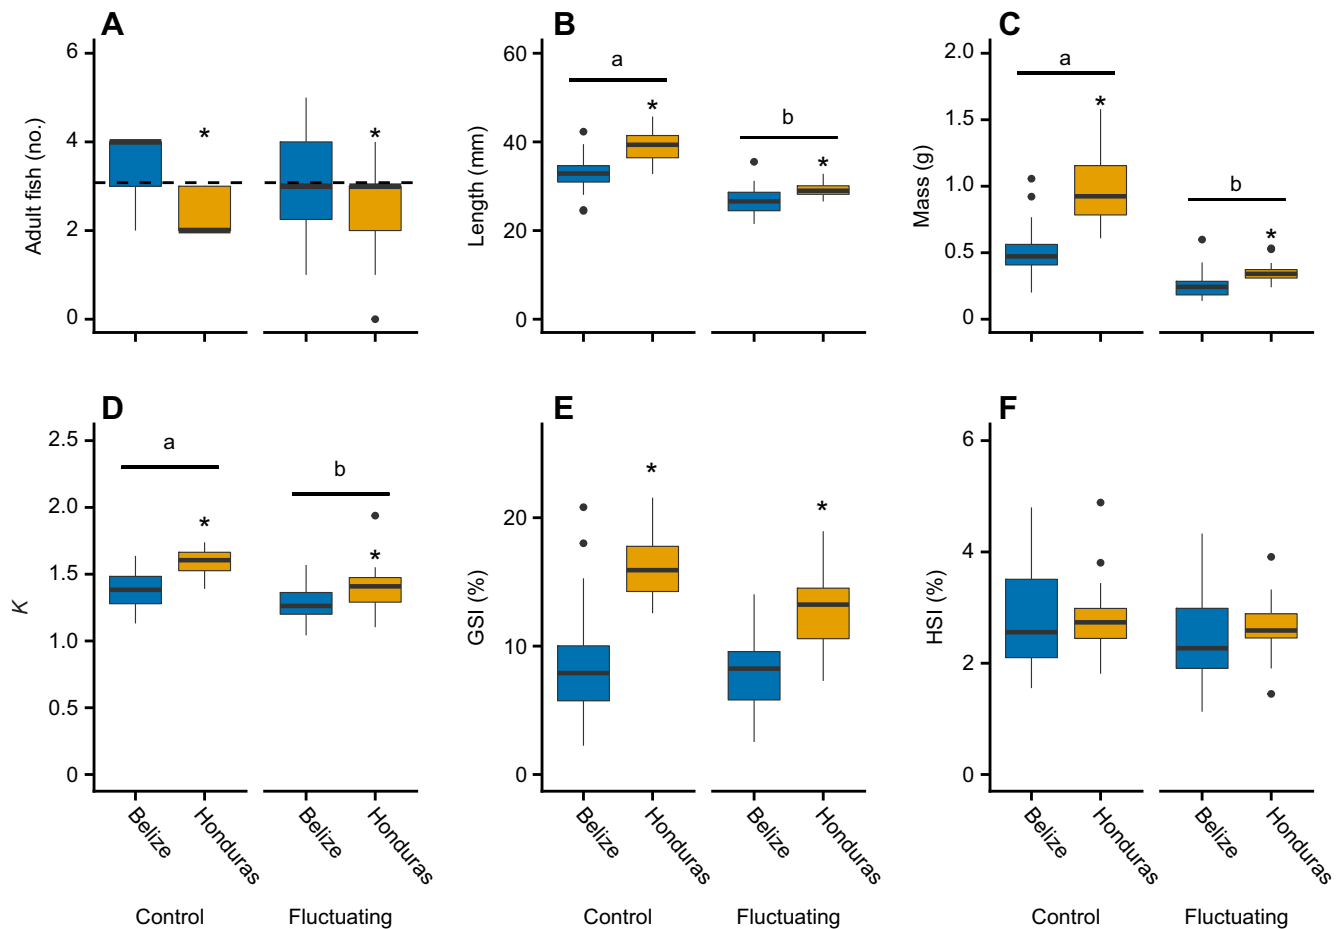 A
B
C
6
4
2
0
Adult fish (no.)
*
*
60
40
20
0
Length (mm)
a
*
b
*
2.0
1.5
1.0
0.5
0
Mass (g)
a
*
b
*
D
E
F
2.5
2.0
1.5
1.0
0.5
0
K
a
*
b
*
20
10
0
GSI (%)
*
*
6
4
2
0
HSI (%)
Belize
Honduras
Belize
Honduras
Belize
Honduras
Belize
Honduras
Belize
Honduras
Belize
Honduras
Control
Fluctuating
Control
Fluctuating
Control
Fluctuating